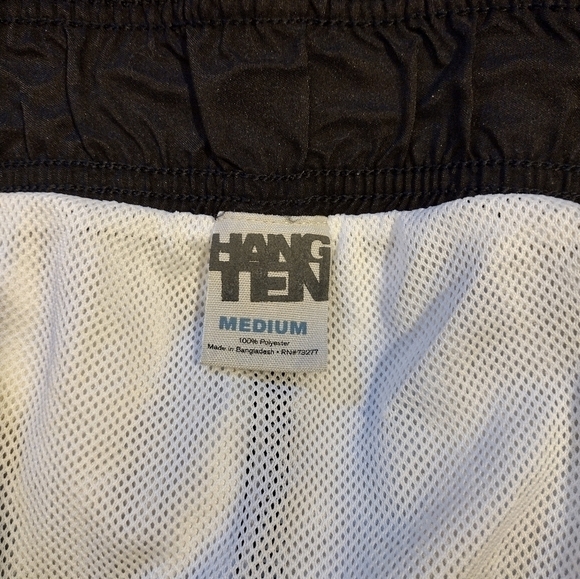 HANG
TEN
MEDIUM
100% Polyester
Made in Bangladesh • RN#73277